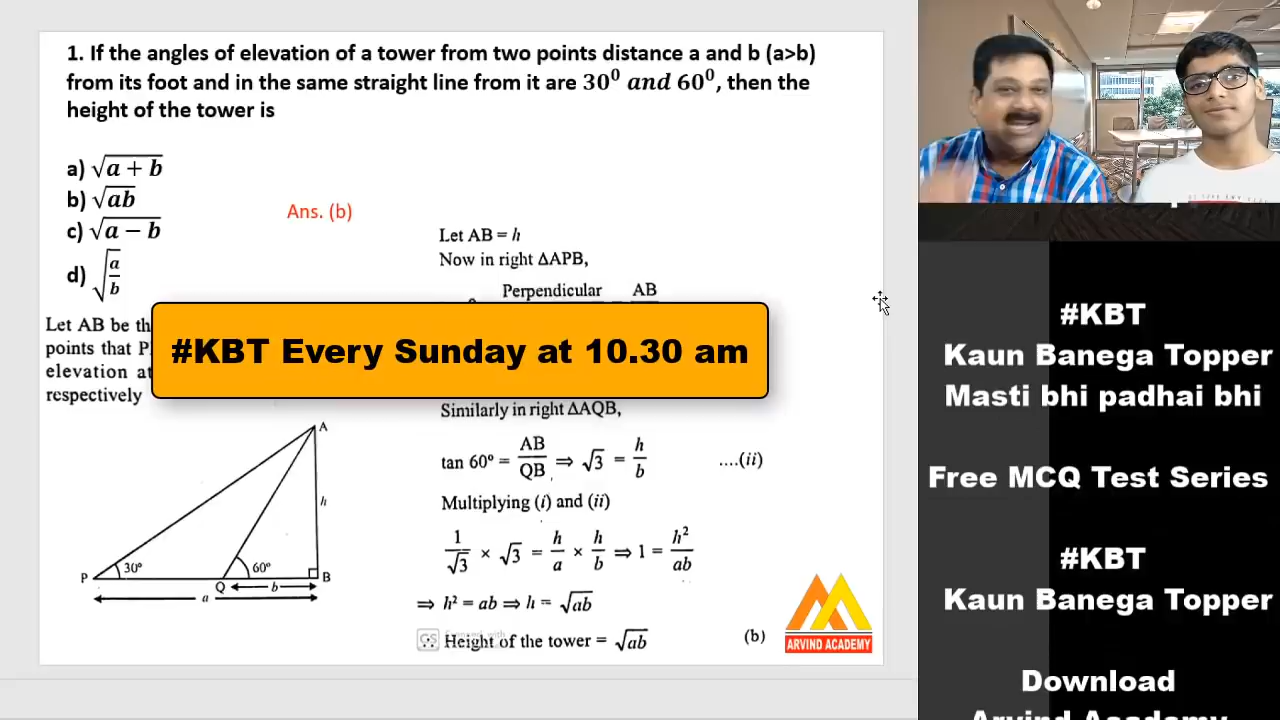 1. If the angles of elevation of a tower from two points distance a and b (a>b)
from its foot and in the same straight line from it are 30⁰ and 60⁰, then the
height of the tower is
a) √(a + b)
b) √ab
c) √(a − b)
d) √(a/b)
Ans. (b)
Let AB = h
Now in right ΔAPB,
Perpendicular AB
Let AB be th
points that P
elevation at
respectively
#KBT Every Sunday at 10.30 am
Similarly in right ΔAQB,
tan 60° = AB/QB ⇒ √3 = h/b ....(ii)
Multiplying (i) and (ii)
1/√3 × √3 = h/a × h/b ⇒ 1 = h²/ab
⇒ h² = ab ⇒ h = √ab
∴ Height of the tower = √ab (b)
A
h
P 30° Q 60° B
b
a
CS
ARVIND ACADEMY
#KBT
Kaun Banega Topper
Masti bhi padhai bhi
Free MCQ Test Series
#KBT
Kaun Banega Topper
Download
Arvind Academy